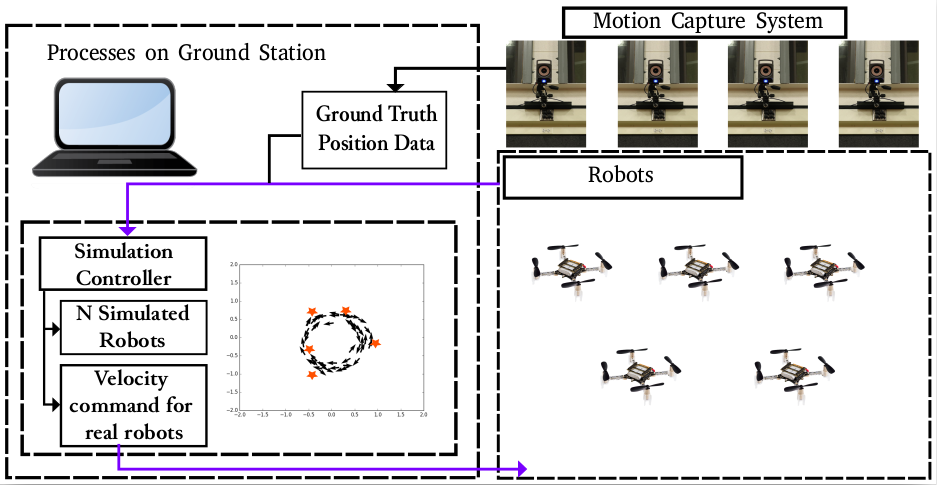 Motion Capture System
Processes on Ground Station
Ground Truth
Position Data
Robots
Simulation
Controller
N Simulated
Robots
Velocity
command for
real robots
2.0
1.5
1.0
0.5
0.0
−0.5
−1.0
−1.5
−2.0
−2.0 −1.5 −1.0 −0.5 0.0 0.5 1.0 1.5 2.0